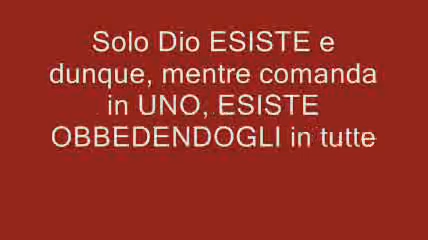 Solo Dio ESISTE e
dunque, mentre comanda
in UNO, ESISTE
OBBEDENDOGLI in tutte